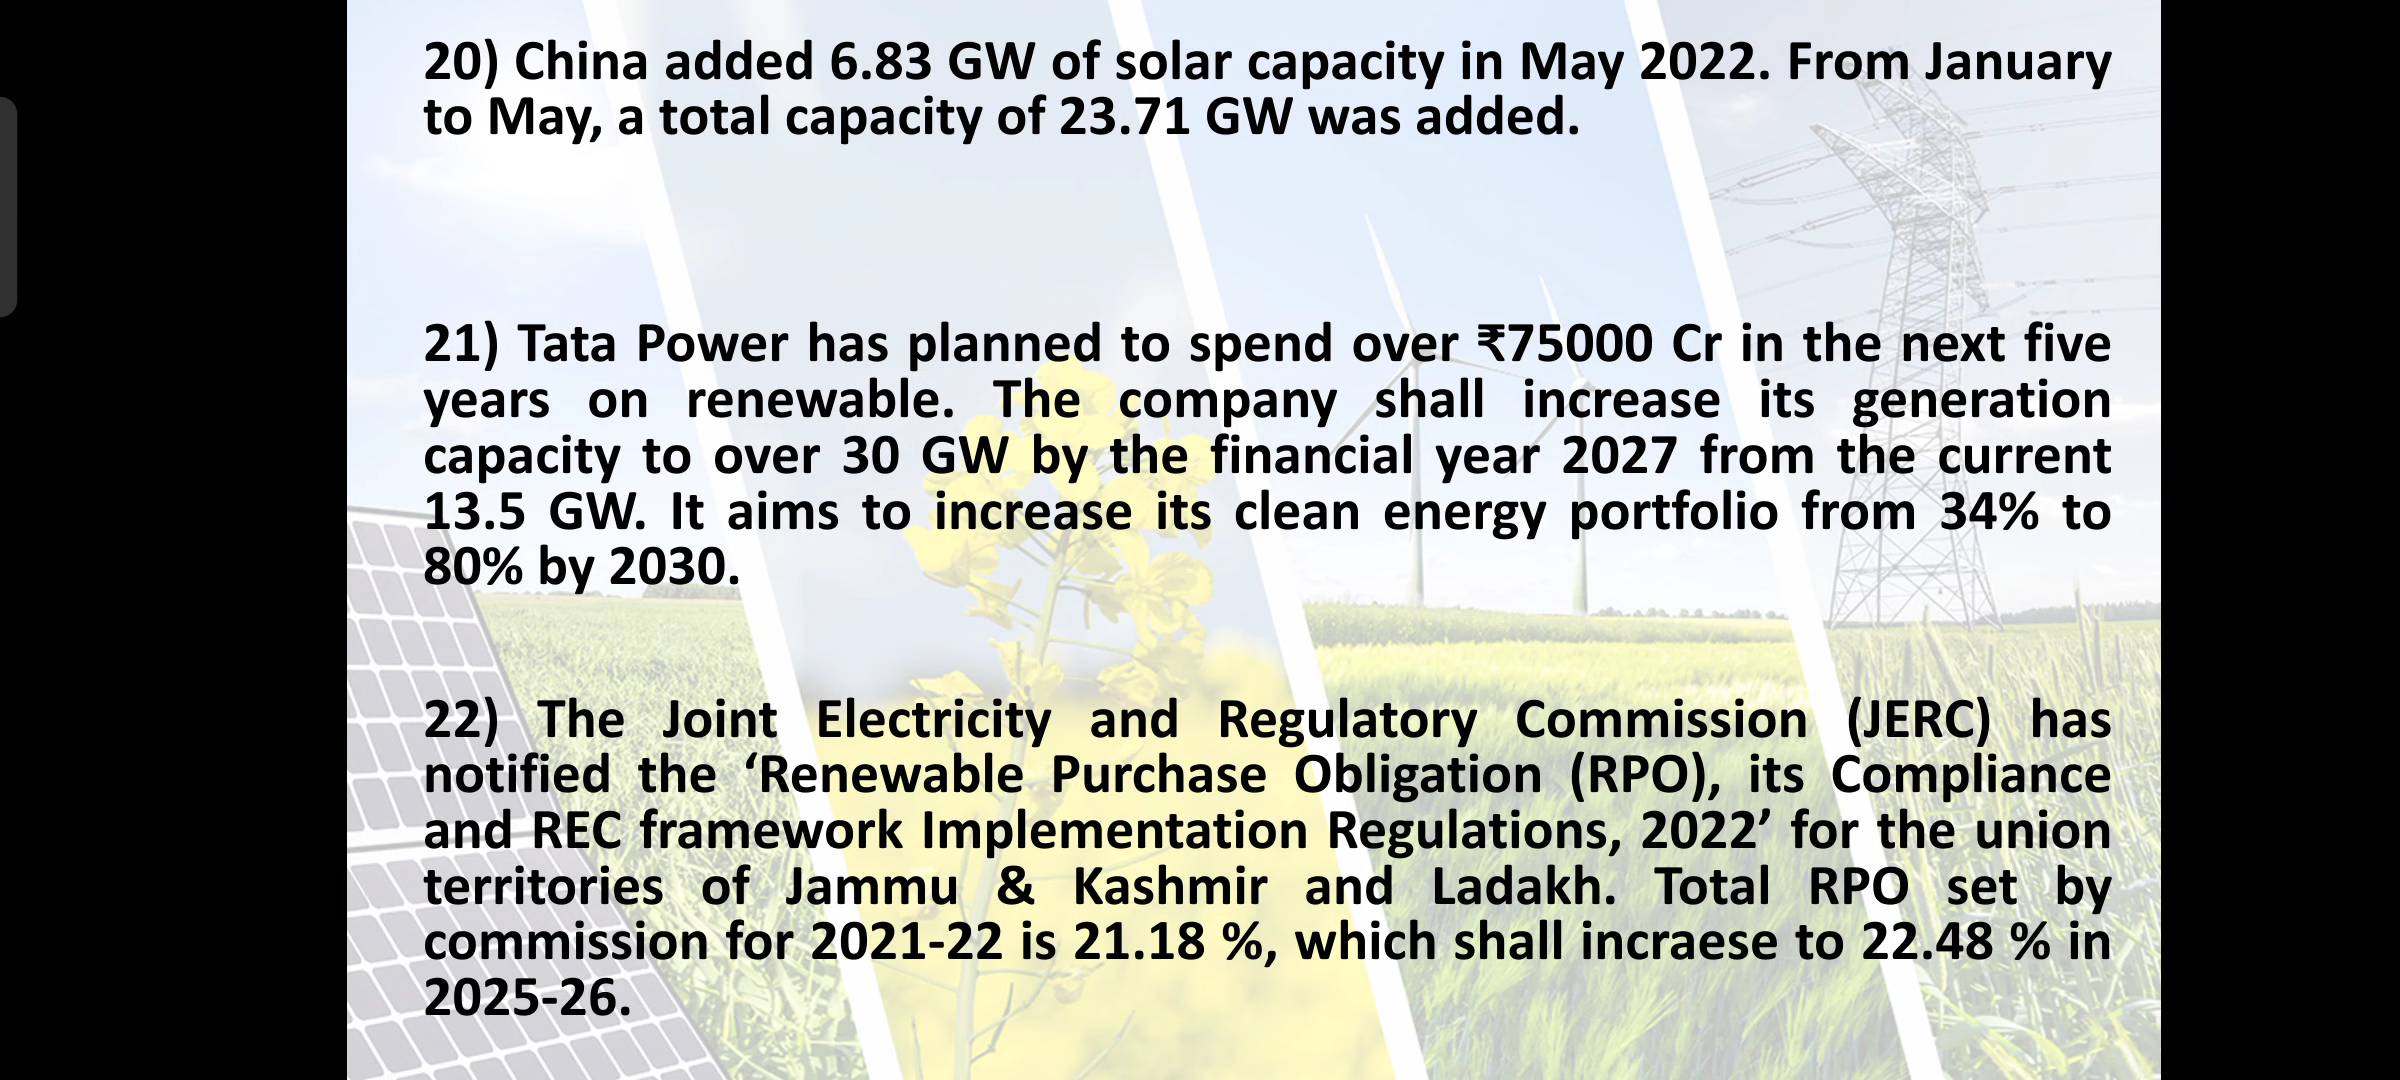 20) China added 6.83 GW of solar capacity in May 2022. From January
to May, a total capacity of 23.71 GW was added.
21) Tata Power has planned to spend over ₹75000 Cr in the next five
years on renewable. The company shall increase its generation
capacity to over 30 GW by the financial year 2027 from the current
13.5 GW. It aims to increase its clean energy portfolio from 34% to
80% by 2030.
22) The Joint Electricity and Regulatory Commission (JERC) has
notified the ‘Renewable Purchase Obligation (RPO), its Compliance
and REC framework Implementation Regulations, 2022’ for the union
territories of Jammu & Kashmir and Ladakh. Total RPO set by
commission for 2021-22 is 21.18 %, which shall incraese to 22.48 % in
2025-26.